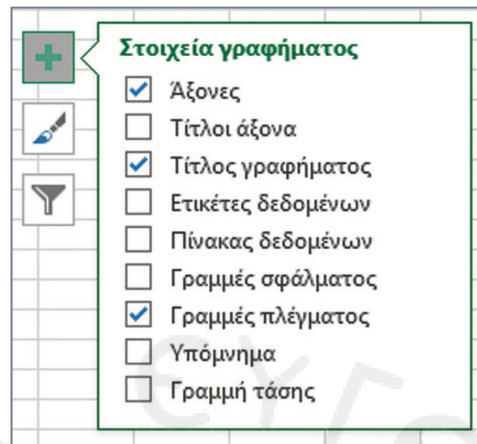 Στοιχεία γραφήματος
Άξονες
Τίτλοι άξονα
Τίτλος γραφήματος
Ετικέτες δεδομένων
Πίνακας δεδομένων
Γραμμές σφάλματος
Γραμμές πλέγματος
Υπόμνημα
Γραμμή τάσης